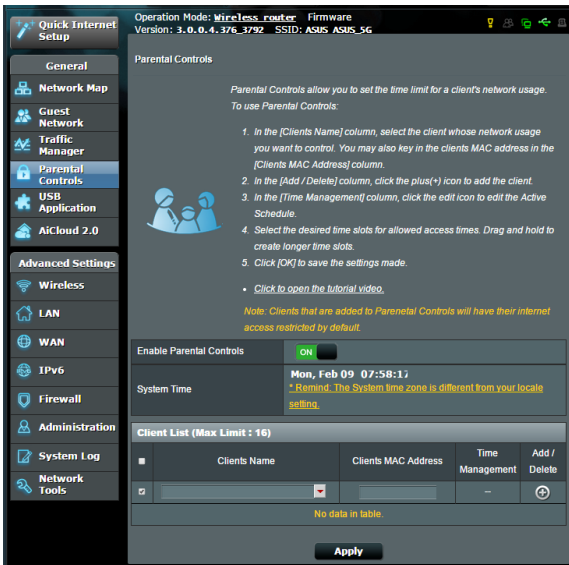 Quick Internet
Setup
Operation Mode: Wireless router Firmware
Version: 3.0.0.4.376_3792 SSID: ASUS ASUS_5G
General
Network Map
Guest
Network
Traffic
Manager
Parental
Controls
USB
Application
AiCloud 2.0
Advanced Settings
Wireless
LAN
WAN
IPv6
Firewall
Administration
System Log
Network
Tools
Parental Controls
Parental Controls allow you to set the time limit for a client's network usage.
To use Parental Controls:
1. In the [Clients Name] column, select the client whose network usage
you want to control. You may also key in the clients MAC address in the
[Clients MAC Address] column.
2. In the [Add / Delete] column, click the plus(+) icon to add the client.
3. In the [Time Management] column, click the edit icon to edit the Active
Schedule.
4. Select the desired time slots for allowed access times. Drag and hold to
create longer time slots.
5. Click [OK] to save the settings made.
• Click to open the tutorial video.
Note: Clients that are added to Parenetal Controls will have their internet
access restricted by default.
Enable Parental Controls ON
System Time Mon, Feb 09 07:58:17
* Remind: The System time zone is different from your locale
setting.
Client List (Max Limit : 16)
Clients Name Clients MAC Address Time
Management Add /
Delete
–
No data in table.
Apply